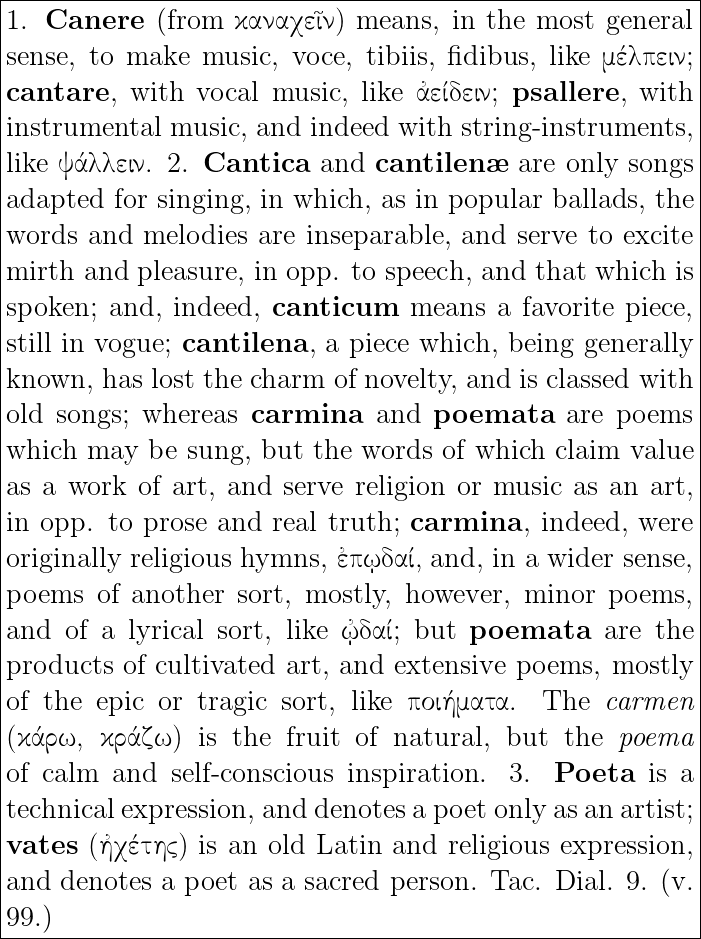 1. Canere (from καναχεῖν) means, in the most general
sense, to make music, voce, tibiis, fidibus, like μέλπειν;
cantare, with vocal music, like ἀείδειν; psallere, with
instrumental music, and indeed with string-instruments,
like ψάλλειν. 2. Cantica and cantilenæ are only songs
adapted for singing, in which, as in popular ballads, the
words and melodies are inseparable, and serve to excite
mirth and pleasure, in opp. to speech, and that which is
spoken; and, indeed, canticum means a favorite piece,
still in vogue; cantilena, a piece which, being generally
known, has lost the charm of novelty, and is classed with
old songs; whereas carmina and poemata are poems
which may be sung, but the words of which claim value
as a work of art, and serve religion or music as an art,
in opp. to prose and real truth; carmina, indeed, were
originally religious hymns, ἐπῳδαί, and, in a wider sense,
poems of another sort, mostly, however, minor poems,
and of a lyrical sort, like ᾠδαί; but poemata are the
products of cultivated art, and extensive poems, mostly
of the epic or tragic sort, like ποιήματα. The carmen
(κάρω, κράζω) is the fruit of natural, but the poema
of calm and self-conscious inspiration. 3. Poeta is a
technical expression, and denotes a poet only as an artist;
vates (ἠχέτης) is an old Latin and religious expression,
and denotes a poet as a sacred person. Tac. Dial. 9. (v.
99.)